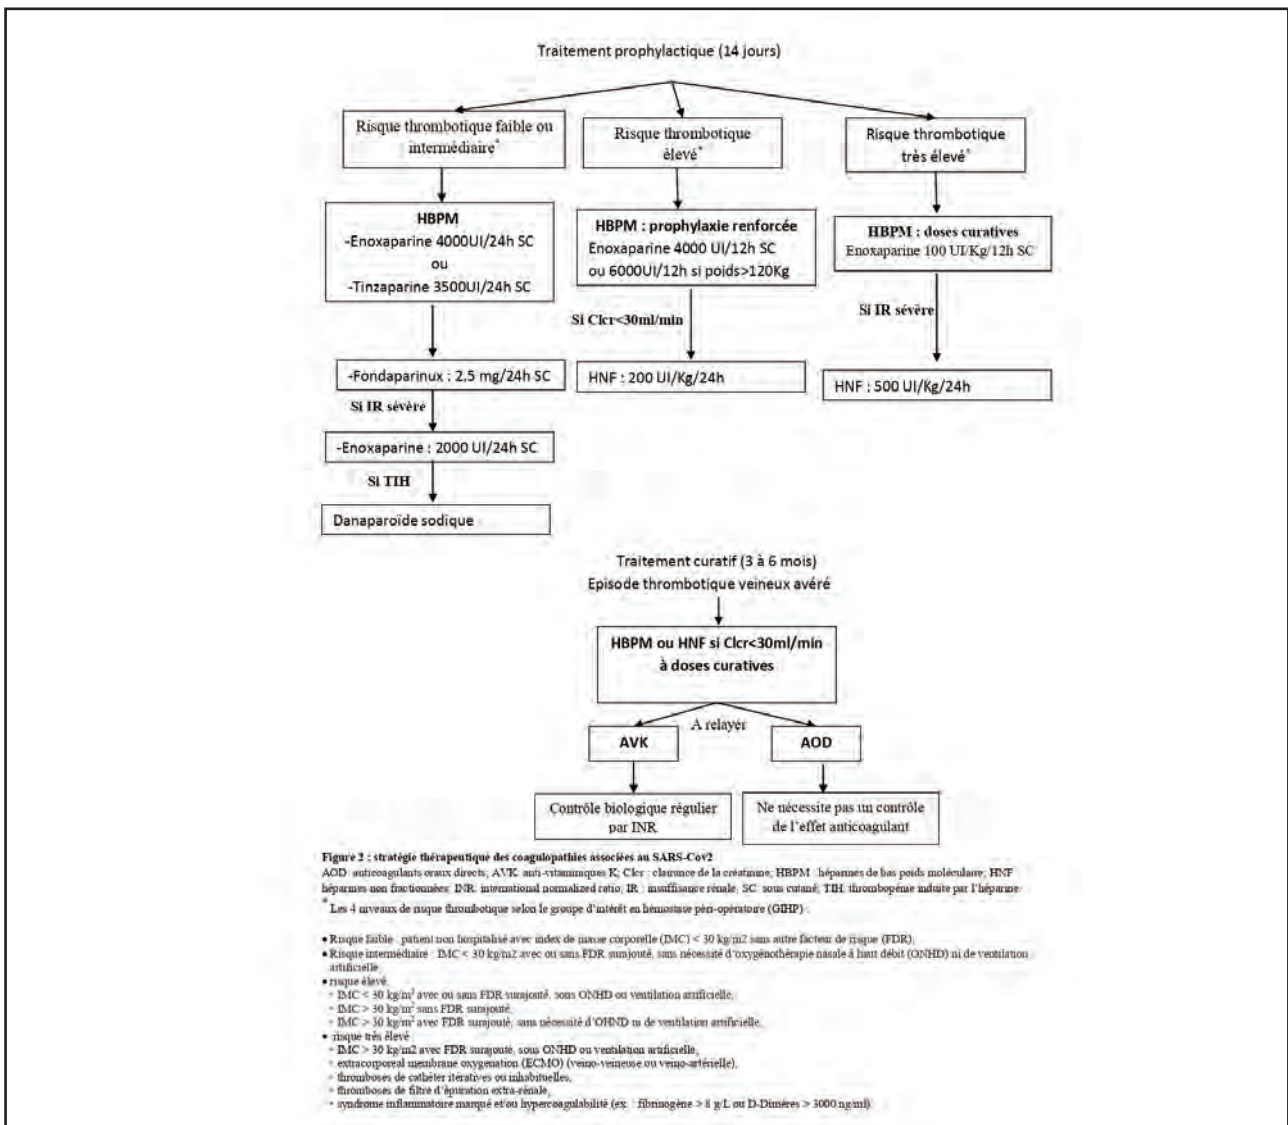 Traitement prophylactique (14 jours)
Risque thrombotique faible ou
intermédiaire*
Risque thrombotique
élevé*
Risque thrombotique
très élevé*
HBPM
-Enoxaparine 4000UI/24h SC
ou
-Tinzaparine 3500UI/24h SC
HBPM : prophylaxie renforcée
Enoxaparine 4000 UI/12h SC
ou 6000UI/12h si poids>120Kg
HBPM : doses curatives
Enoxaparine 100 UI/Kg/12h SC
Si Clcr<30ml/min
Si IR sévère
-Fondaparinux : 2,5 mg/24h SC
HNF : 200 UI/Kg/24h
HNF : 500 UI/Kg/24h
Si IR sévère
-Enoxaparine : 2000 UI/24h SC
Si TIH
Danaparoïde sodique
Traitement curatif (3 à 6 mois)
Episode thrombotique veineux avéré
HBPM ou HNF si Clcr<30ml/min
à doses curatives
A relayer
AVK
AOD
Contrôle biologique régulier
par INR
Ne nécessite pas un contrôle
de l'effet anticoagulant
Figure 2 : stratégie thérapeutique des coagulopathies associées au SARS-Cov2
AOD: anticoagulants oraux directs; AVK: anti-vitaminiques K; Clcr : clairance de la créatinine; HBPM : héparines de bas poids moléculaire; HNF:
héparines non fractionnées; INR: international normalized ratio; IR : insuffisance rénale; SC: sous cutané; TIH: thrombopénie induite par l'héparine.
* Les 4 niveaux de risque thrombotique selon le groupe d'intérêt en hémostase péri-opératoire (GIHP) :
• Risque faible : patient non hospitalisé avec index de masse corporelle (IMC) < 30 kg/m2 sans autre facteur de risque (FDR),
• Risque intermédiaire : IMC < 30 kg/m2 avec ou sans FDR surajouté, sans nécessité d'oxygénothérapie nasale à haut débit (ONHD) ni de ventilation
artificielle
• risque élevé:
◦ IMC < 30 kg/m² avec ou sans FDR surajouté, sous ONHD ou ventilation artificielle,
◦ IMC > 30 kg/m² sans FDR surajouté,
◦ IMC > 30 kg/m² avec FDR surajouté, sans nécessité d'OHND ni de ventilation artificielle,
• risque très élevé :
◦ IMC > 30 kg/m2 avec FDR surajouté, sous ONHD ou ventilation artificielle,
◦ extracorporeal membrane oxygenation (ECMO) (veino-veineuse ou veino-artérielle),
◦ thromboses de cathéter itératives ou inhabituelles,
◦ thromboses de filtre d'épuration extra-rénale,
◦ syndrome inflammatoire marqué et/ou hypercoagulabilité (ex. : fibrinogène > 8 g/L ou D-Dimères > 3000 ng/ml)